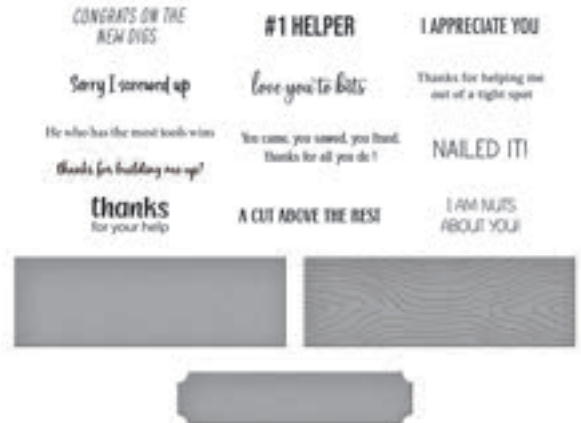 CONGRATS ON THE
NEW DIGS
#1 HELPER
I APPRECIATE YOU
Sorry I screwed up
love you to bits
Thanks for helping me
out of a tight spot
He who has the most tools wins
thanks for building me up!
You came, you sawed, you fixed.
Thanks for all you do !
NAILED IT!
thanks
for your help
A CUT ABOVE THE REST
I AM NUTS
ABOUT YOU!